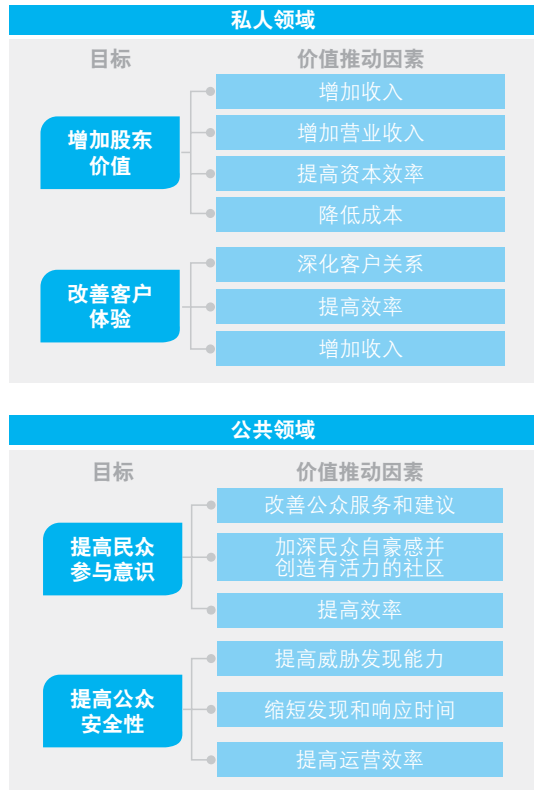 私人领域
目标
价值推动因素
增加股东
价值
增加收入
增加营业收入
提高资本效率
降低成本
改善客户
体验
深化客户关系
提高效率
增加收入
公共领域
目标
价值推动因素
提高民众
参与意识
改善公众服务和建议
加深民众自豪感并
创造有活力的社区
提高效率
提高公众
安全性
提高威胁发现能力
缩短发现和响应时间
提高运营效率